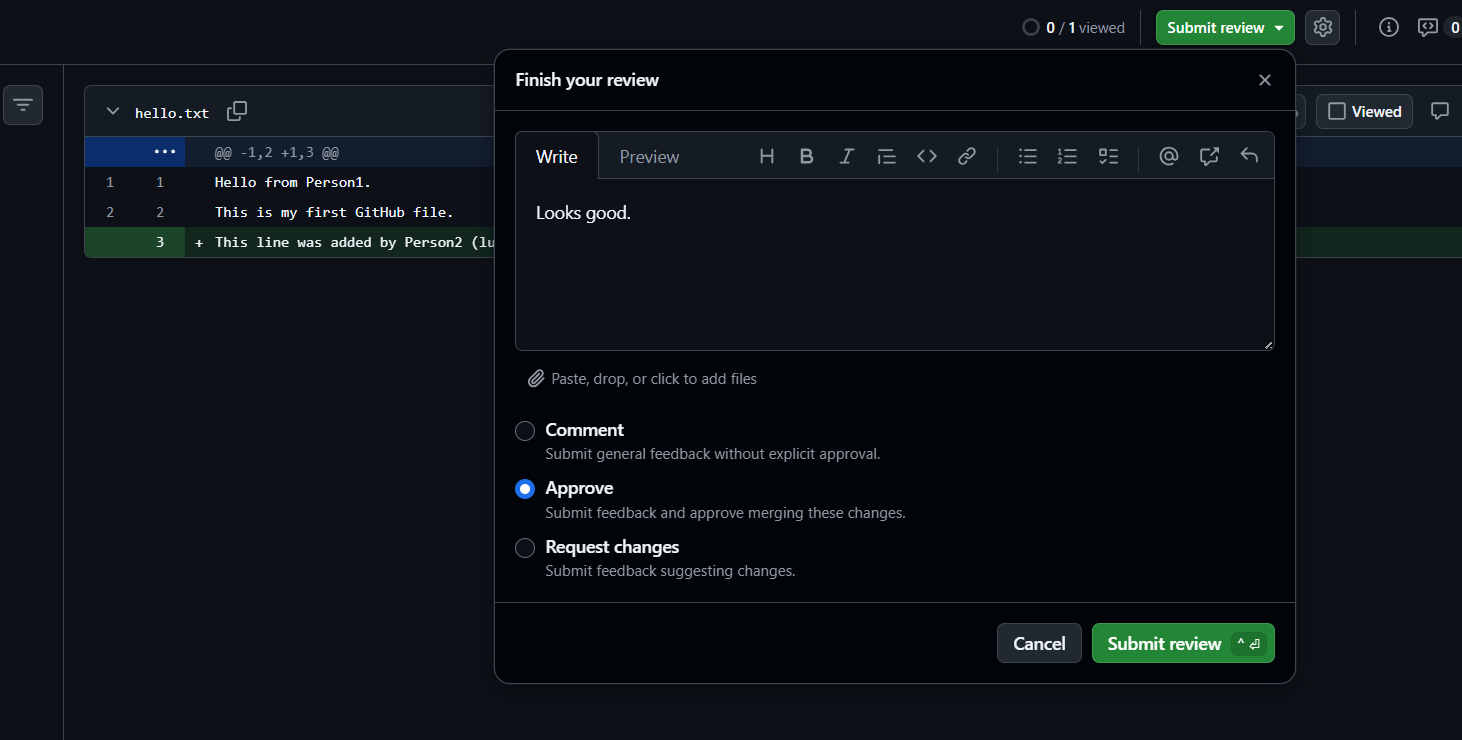 0 / 1 viewed
Submit review
0
Finish your review
hello.txt
Viewed
@@ -1,2 +1,3 @@
Write
Preview
1 1 Hello from Person1.
2 2 This is my first GitHub file.
3 + This line was added by Person2 (lu
Looks good.
Paste, drop, or click to add files
Comment
Submit general feedback without explicit approval.
Approve
Submit feedback and approve merging these changes.
Request changes
Submit feedback suggesting changes.
Cancel
Submit review ^ ⏎